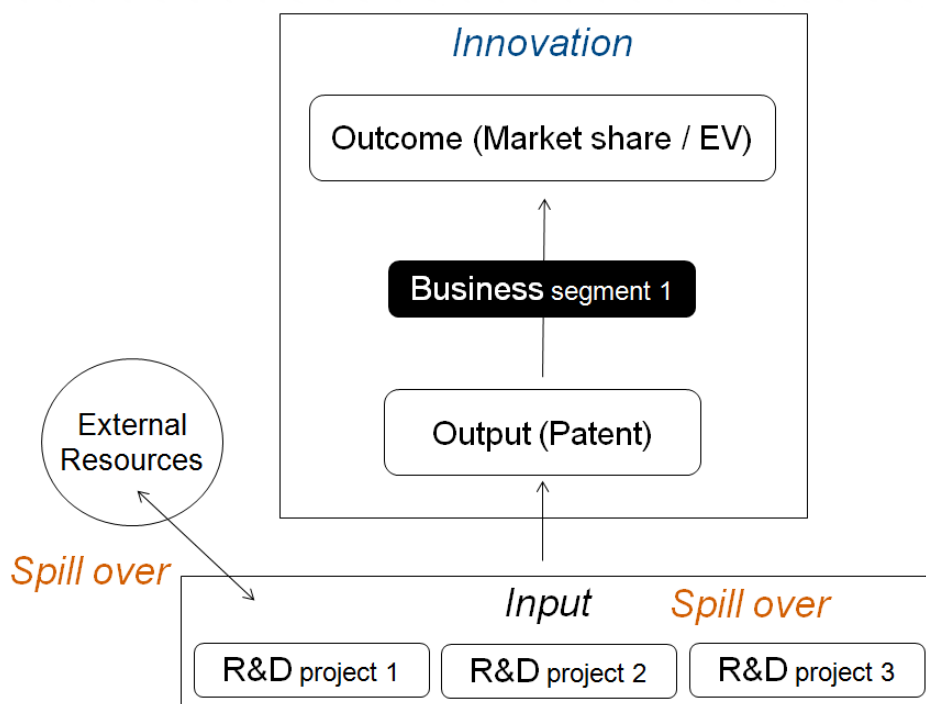 Innovation
Outcome (Market share / EV)
Business segment 1
Output (Patent)
External
Resources
Spill over
Input
Spill over
R&D project 1
R&D project 2
R&D project 3